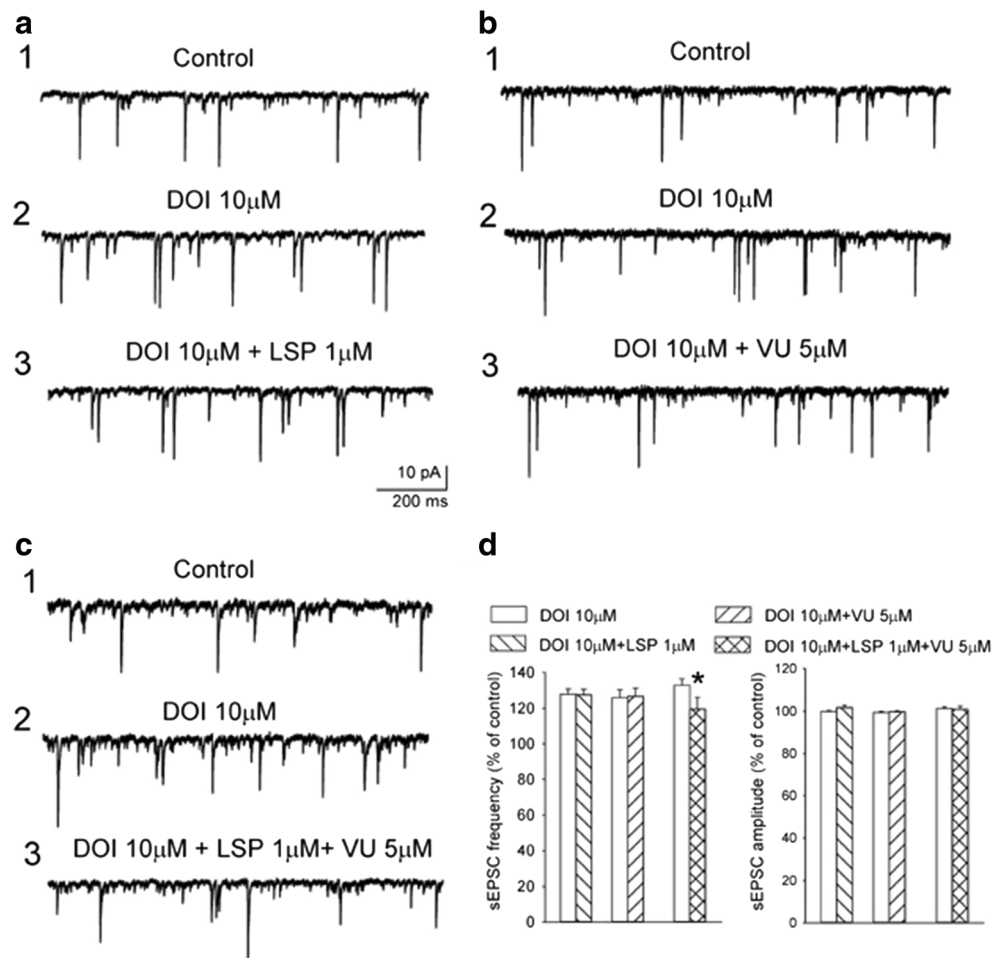 a
1
Control
2
DOI 10µM
3
DOI 10µM + LSP 1µM
10 pA
200 ms
b
1
Control
2
DOI 10µM
3
DOI 10µM + VU 5µM
c
1
Control
2
DOI 10µM
3
DOI 10µM + LSP 1µM+ VU 5µM
d
DOI 10µM
DOI 10µM+VU 5µM
DOI 10µM+LSP 1µM
DOI 10µM+LSP 1µM+VU 5µM
sEPSC frequency (% of control)
140
120
100
80
60
40
20
0
*
sEPSC amplitude (% of control)
120
100
80
60
40
20
0